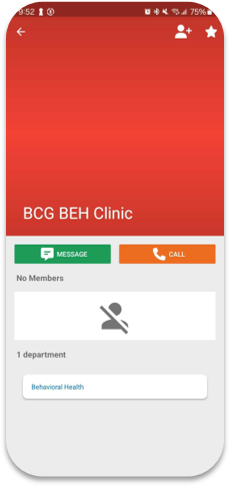 9:52
75%
BCG BEH Clinic
MESSAGE
CALL
No Members
1 department
Behavioral Health